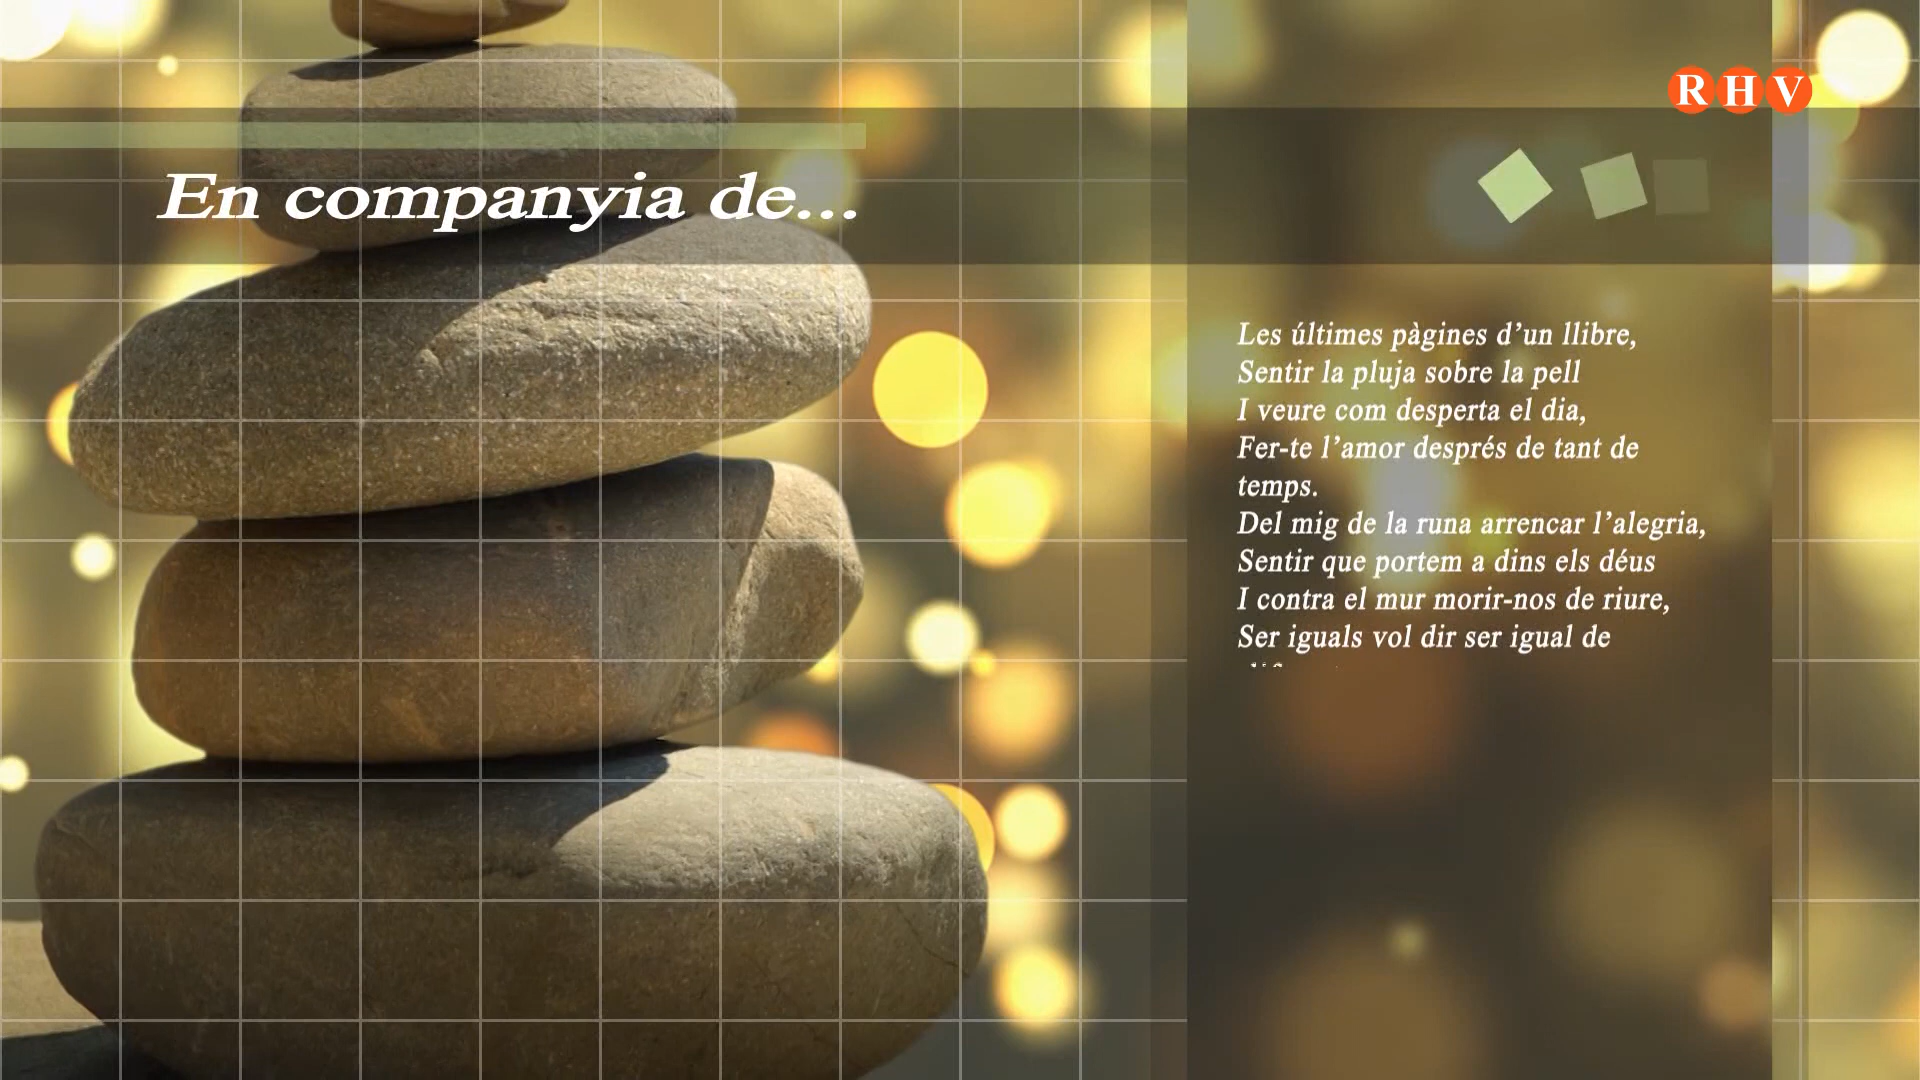 RHV
En companyia de...
Les últimes pàgines d’un llibre,
Sentir la pluja sobre la pell
I veure com desperta el dia,
Fer-te l’amor després de tant de
temps.
Del mig de la runa arrencar l’alegria,
Sentir que portem a dins els déus
I contra el mur morir-nos de riure,
Ser iguals vol dir ser igual de